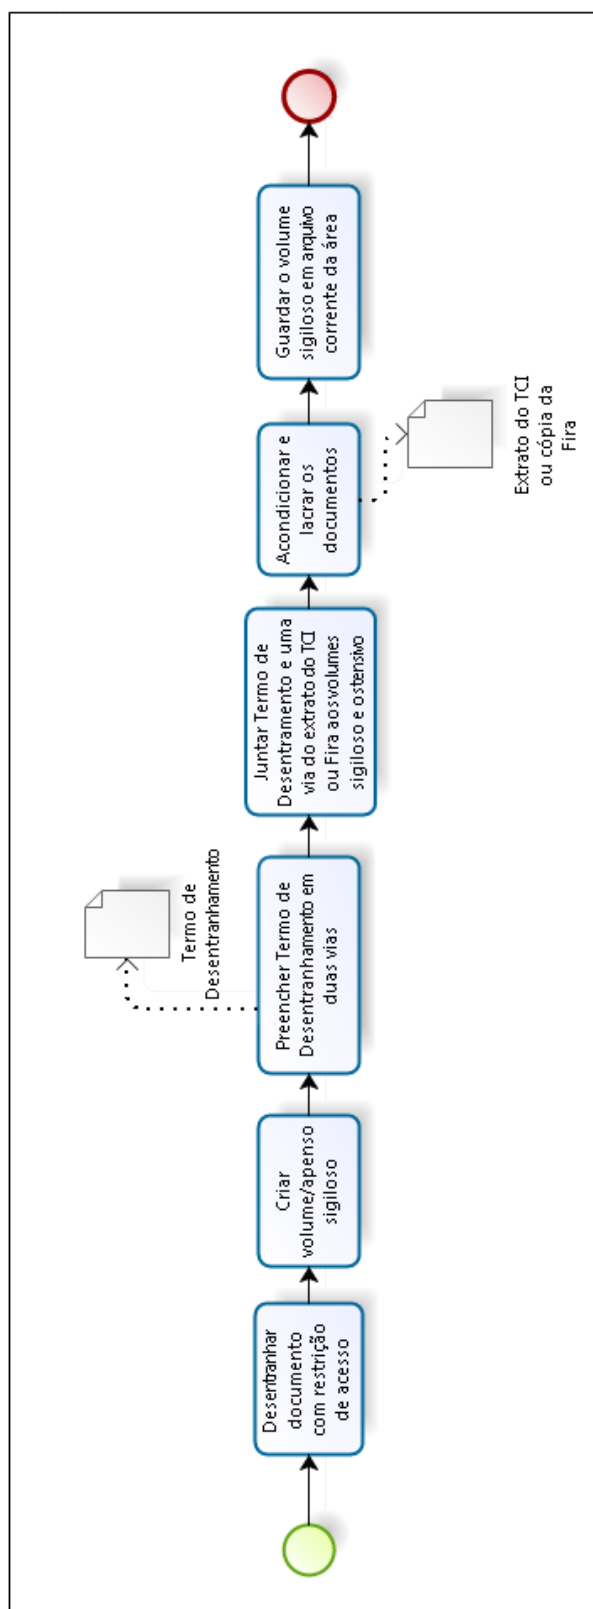 Desentranhar
documento
com restrição
de acesso
Criar
volume/apenso
sigiloso
Preencher Termo de
Desentranhamento em
duas vias
Termo de
Desentranhamento
Juntar Termo de
Desentramento e uma
via do extrato do TCI
ou Fira aos volumes
sigiloso e ostensivo
Acondicionar e
lacrar os
documentos
Extrato do TCI
ou cópia da
Fira
Guardar o volume
sigiloso em arquivo
corrente da área